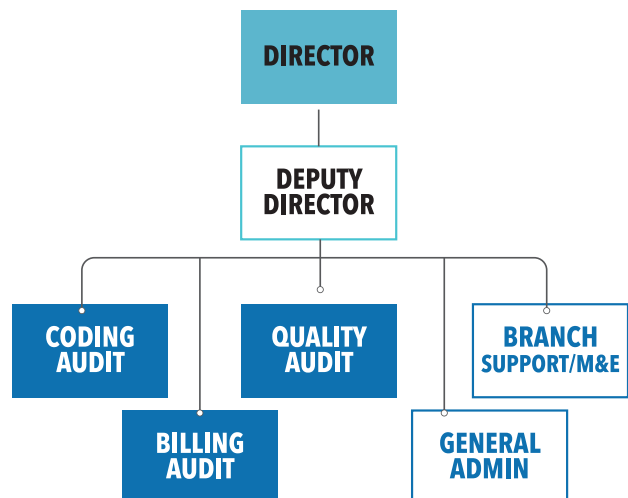 DIRECTOR
DEPUTY
DIRECTOR
CODING
AUDIT
QUALITY
AUDIT
BRANCH
SUPPORT/M&E
BILLING
AUDIT
GENERAL
ADMIN